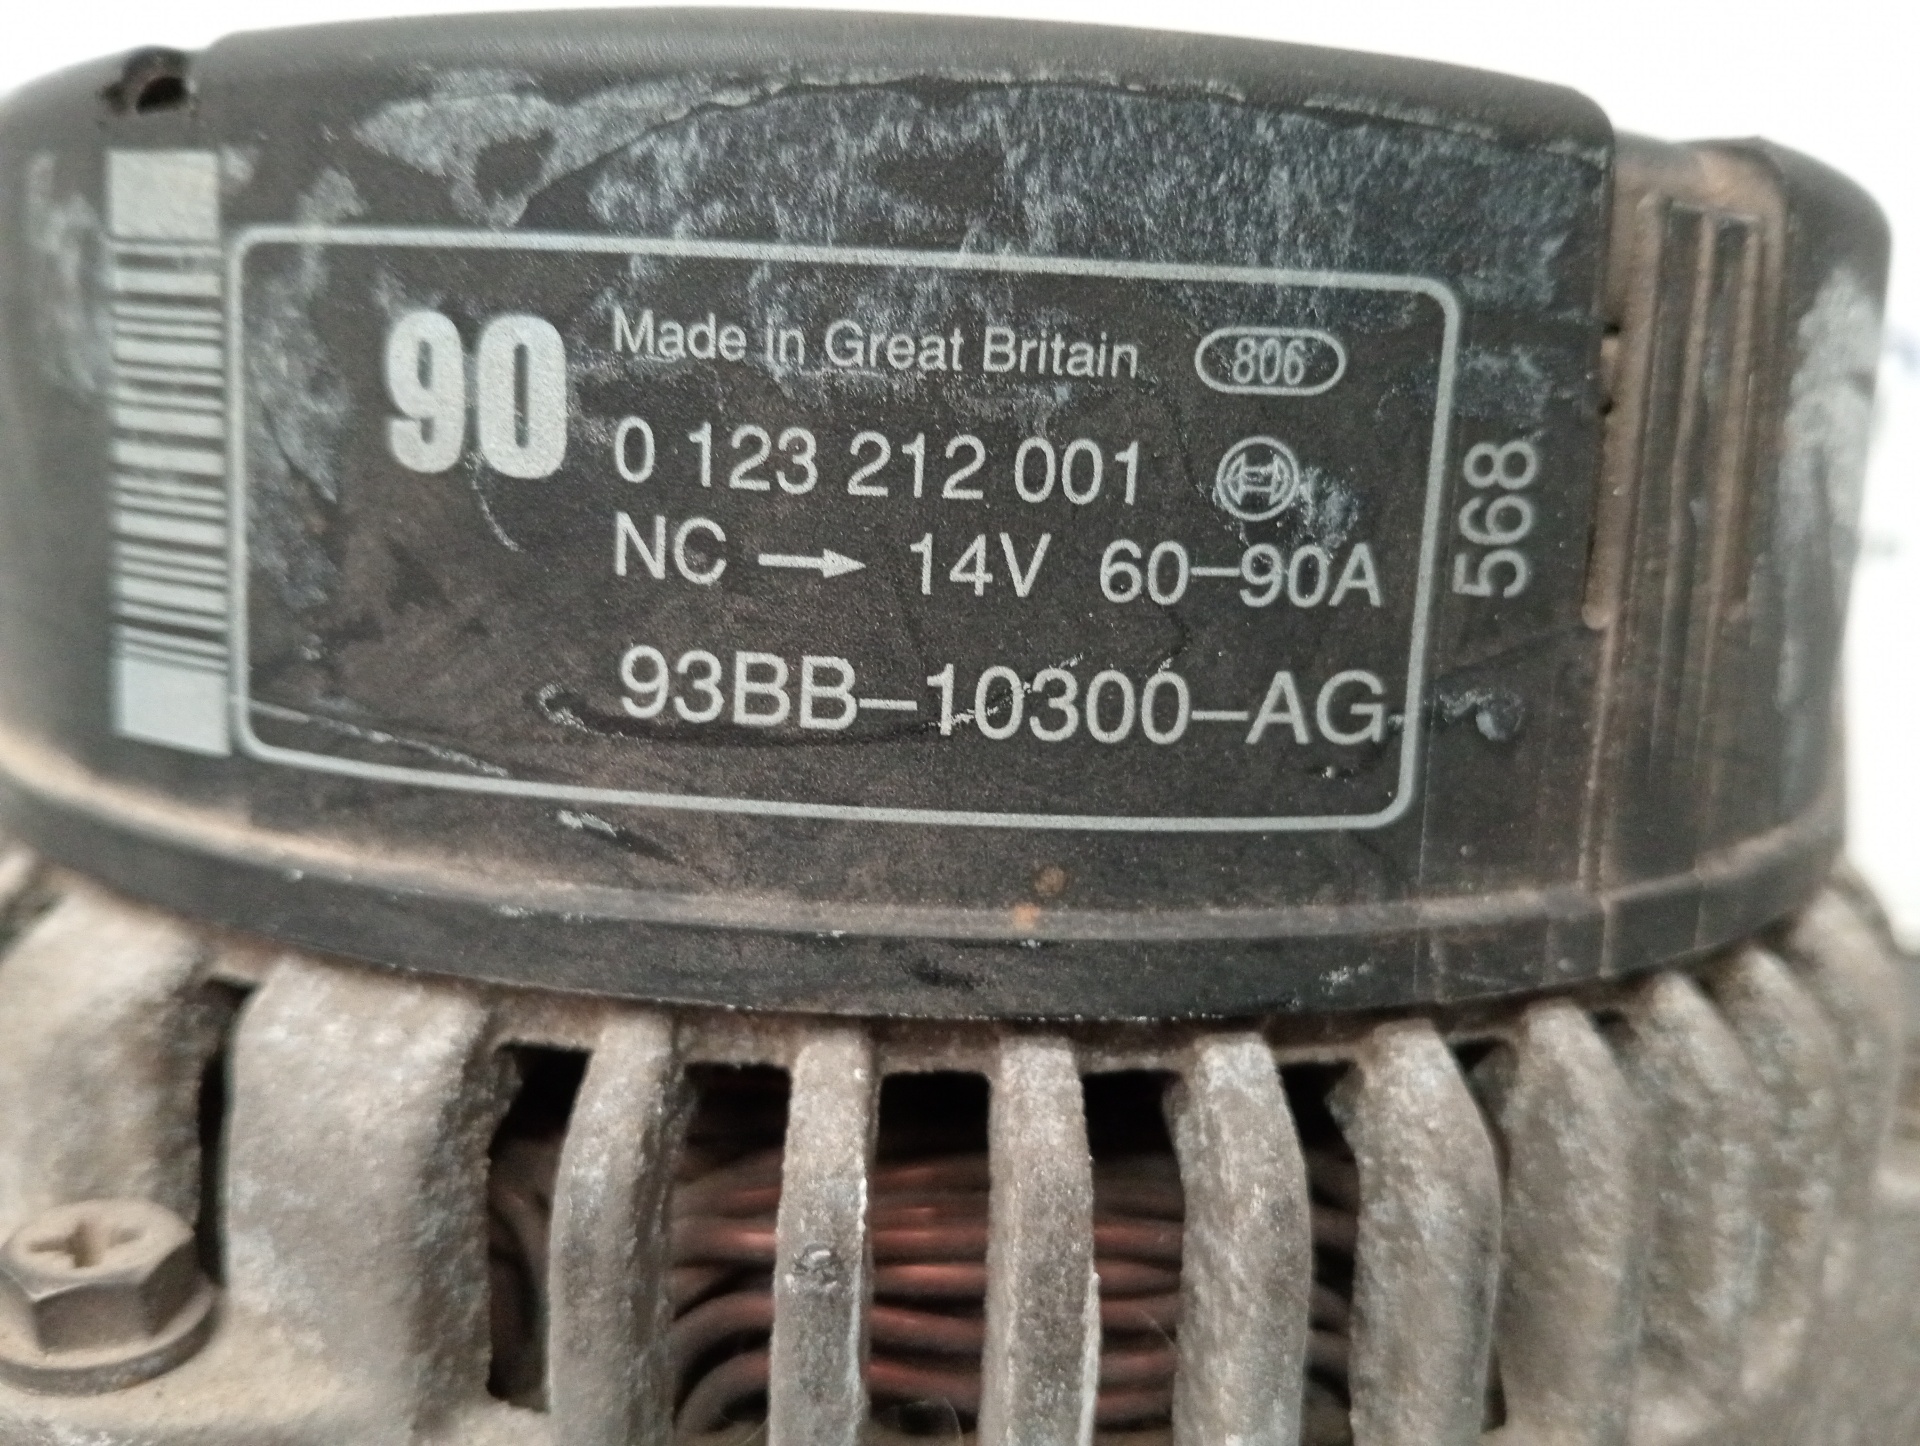 90
Made in Great Britain 806
0 123 212 001
NC → 14V 60-90A
93BB-10300-AG
568